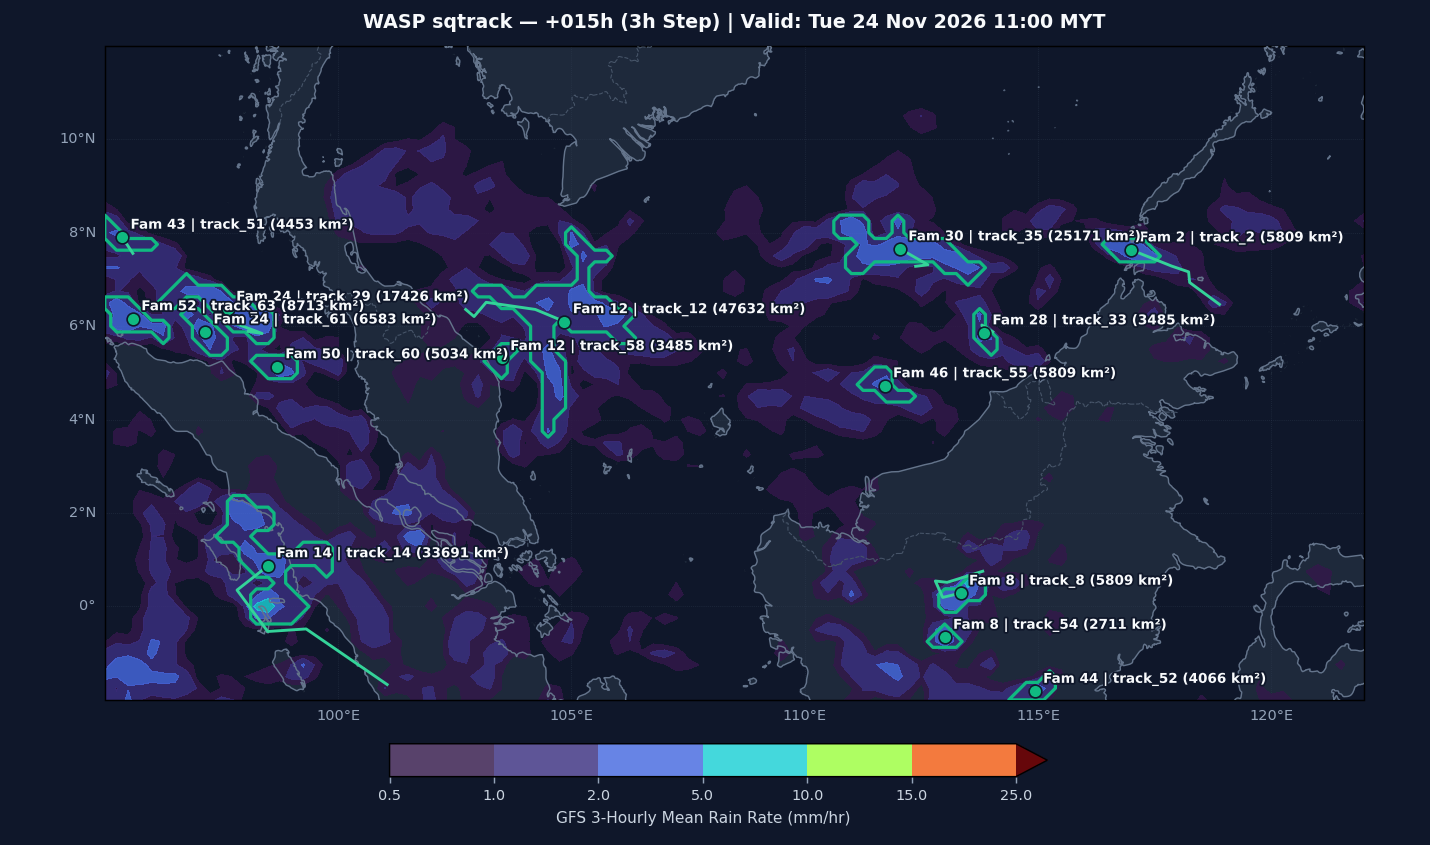 WASP sqtrack — +015h (3h Step) | Valid: Tue 24 Nov 2026 11:00 MYT
10°N
8°N
6°N
4°N
2°N
0°
Fam 43 | track_51 (4453 km²)
Fam 30 | track_35 (25171 km²)
Fam 2 | track_2 (5809 km²)
Fam 24 | track_29 (17426 km²)
Fam 52 | track_63 (8713 km²)
Fam 24 | track_61 (6583 km²)
Fam 12 | track_12 (47632 km²)
Fam 28 | track_33 (3485 km²)
Fam 12 | track_58 (3485 km²)
Fam 50 | track_60 (5034 km²)
Fam 46 | track_55 (5809 km²)
Fam 14 | track_14 (33691 km²)
Fam 8 | track_8 (5809 km²)
Fam 8 | track_54 (2711 km²)
Fam 44 | track_52 (4066 km²)
100°E 105°E 110°E 115°E 120°E
0.5 1.0 2.0 5.0 10.0 15.0 25.0
GFS 3-Hourly Mean Rain Rate (mm/hr)